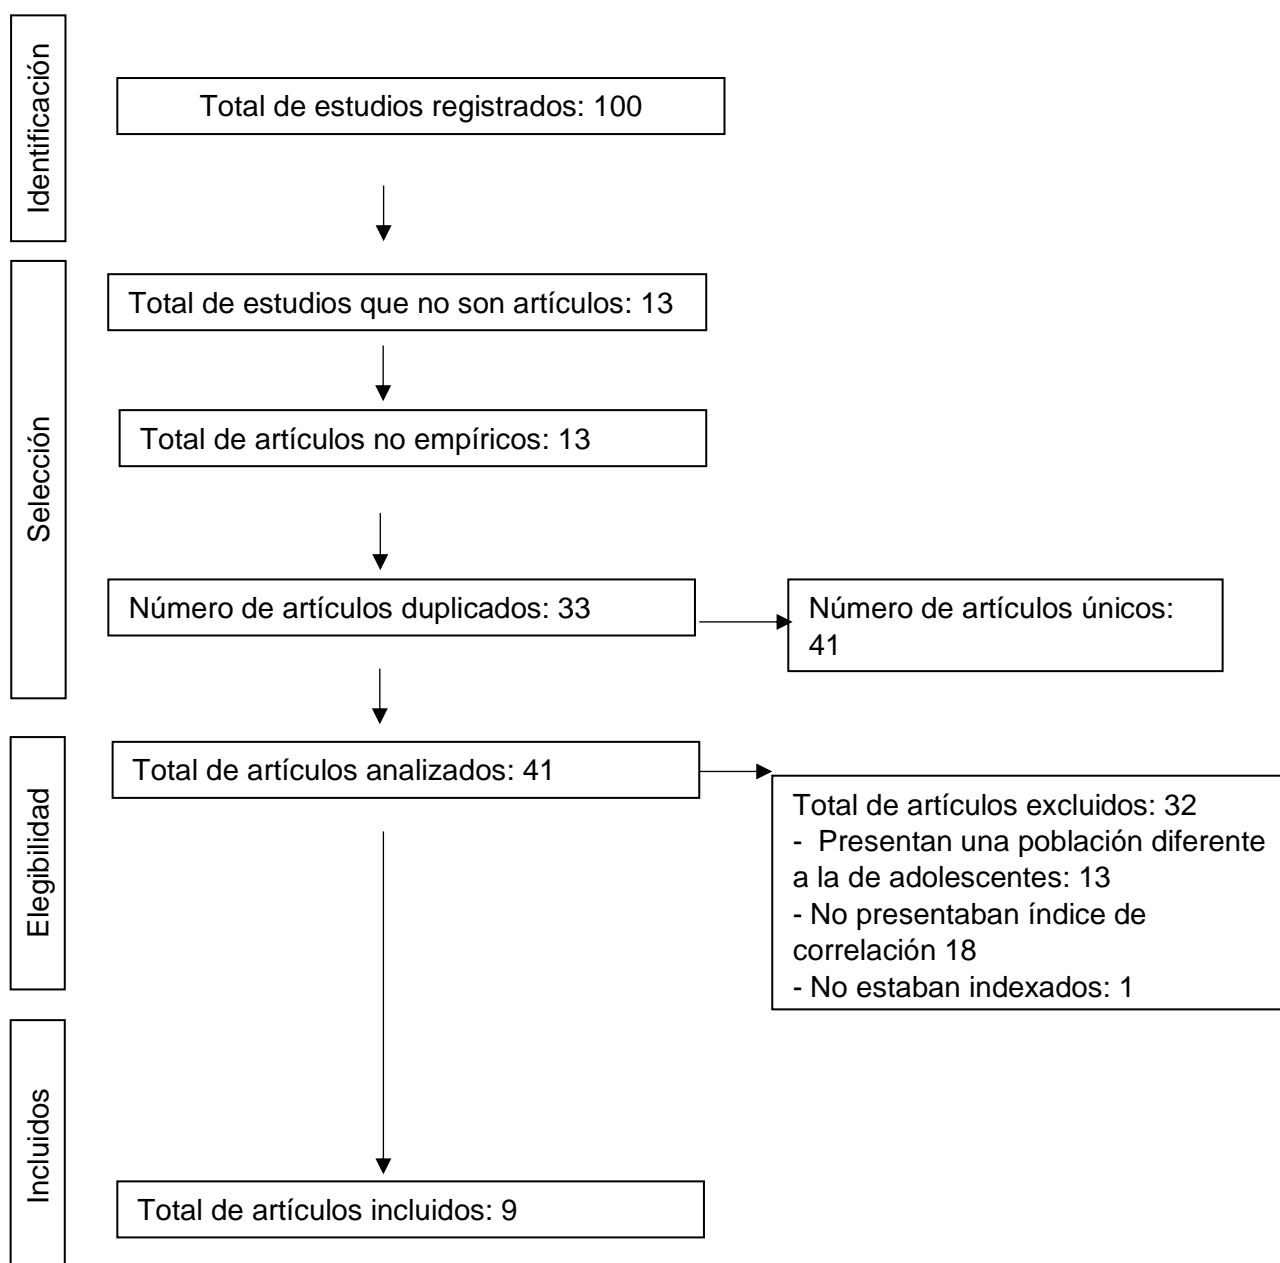 Identificación
Total de estudios registrados: 100
Selección
Total de estudios que no son artículos: 13
Total de artículos no empíricos: 13
Número de artículos duplicados: 33
Número de artículos únicos:
41
Elegibilidad
Total de artículos analizados: 41
Total de artículos excluidos: 32
- Presentan una población diferente
a la de adolescentes: 13
- No presentaban índice de
correlación 18
- No estaban indexados: 1
Incluidos
Total de artículos incluidos: 9